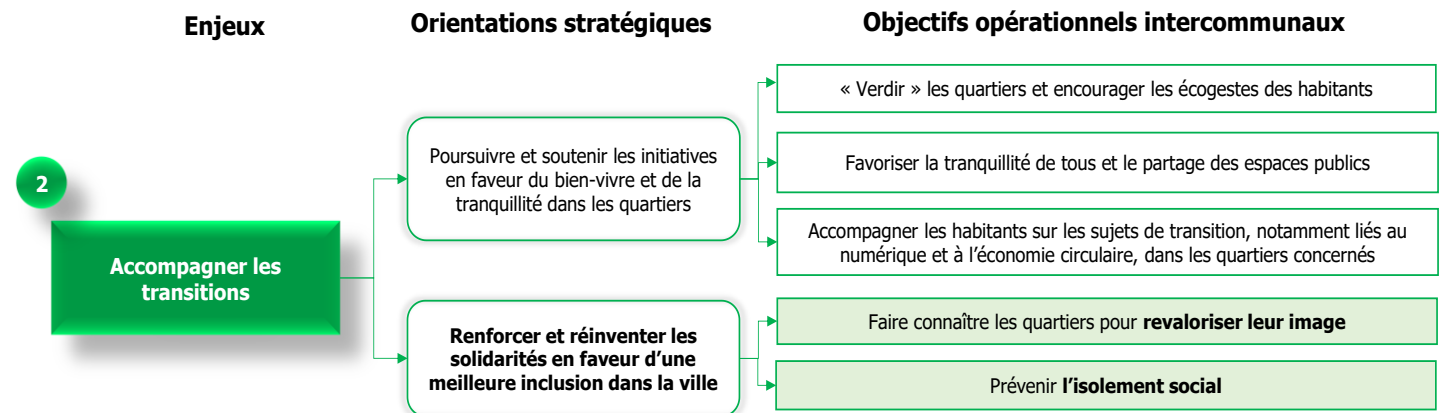 Enjeux
Orientations stratégiques
Objectifs opérationnels intercommunaux
2
Accompagner les
transitions
Poursuivre et soutenir les initiatives
en faveur du bien-vivre et de la
tranquillité dans les quartiers
« Verdir » les quartiers et encourager les écogestes des habitants
Favoriser la tranquillité de tous et le partage des espaces publics
Accompagner les habitants sur les sujets de transition, notamment liés au
numérique et à l’économie circulaire, dans les quartiers concernés
Renforcer et réinventer les
solidarités en faveur d’une
meilleure inclusion dans la ville
Faire connaître les quartiers pour revaloriser leur image
Prévenir l’isolement social